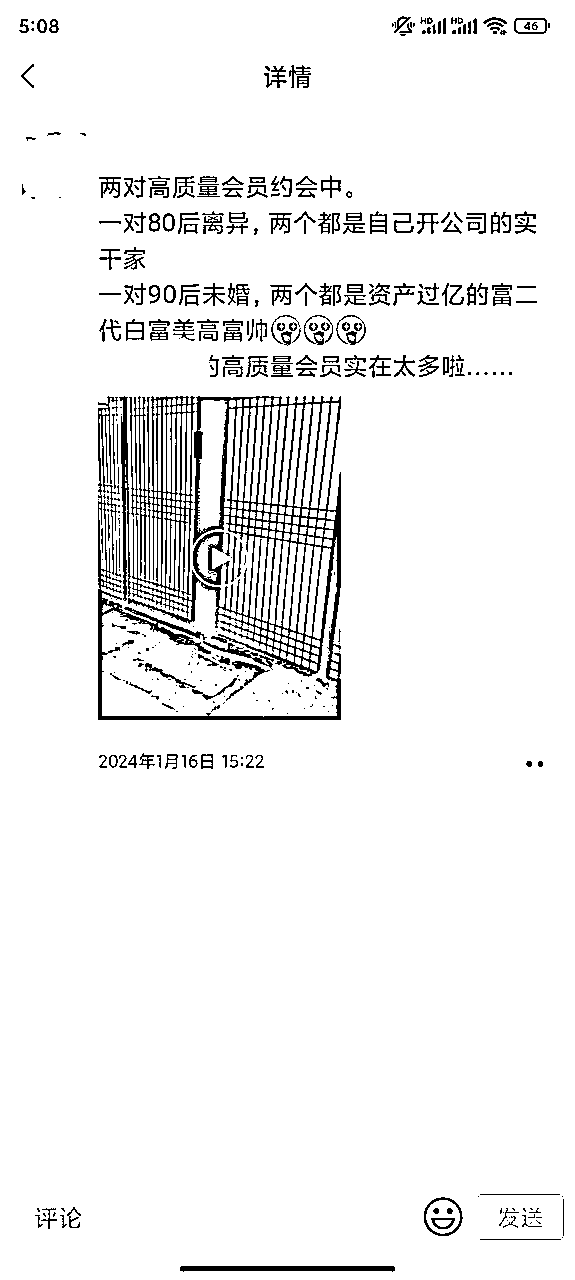 5:08
HD HD 46
详情
两对高质量会员约会中。
一对80后离异，两个都是自己开公司的实
干家
一对90后未婚，两个都是资产过亿的富二
代白富美高富帅
的高质量会员实在太多啦……
2024年1月16日 15:22
评论
发送